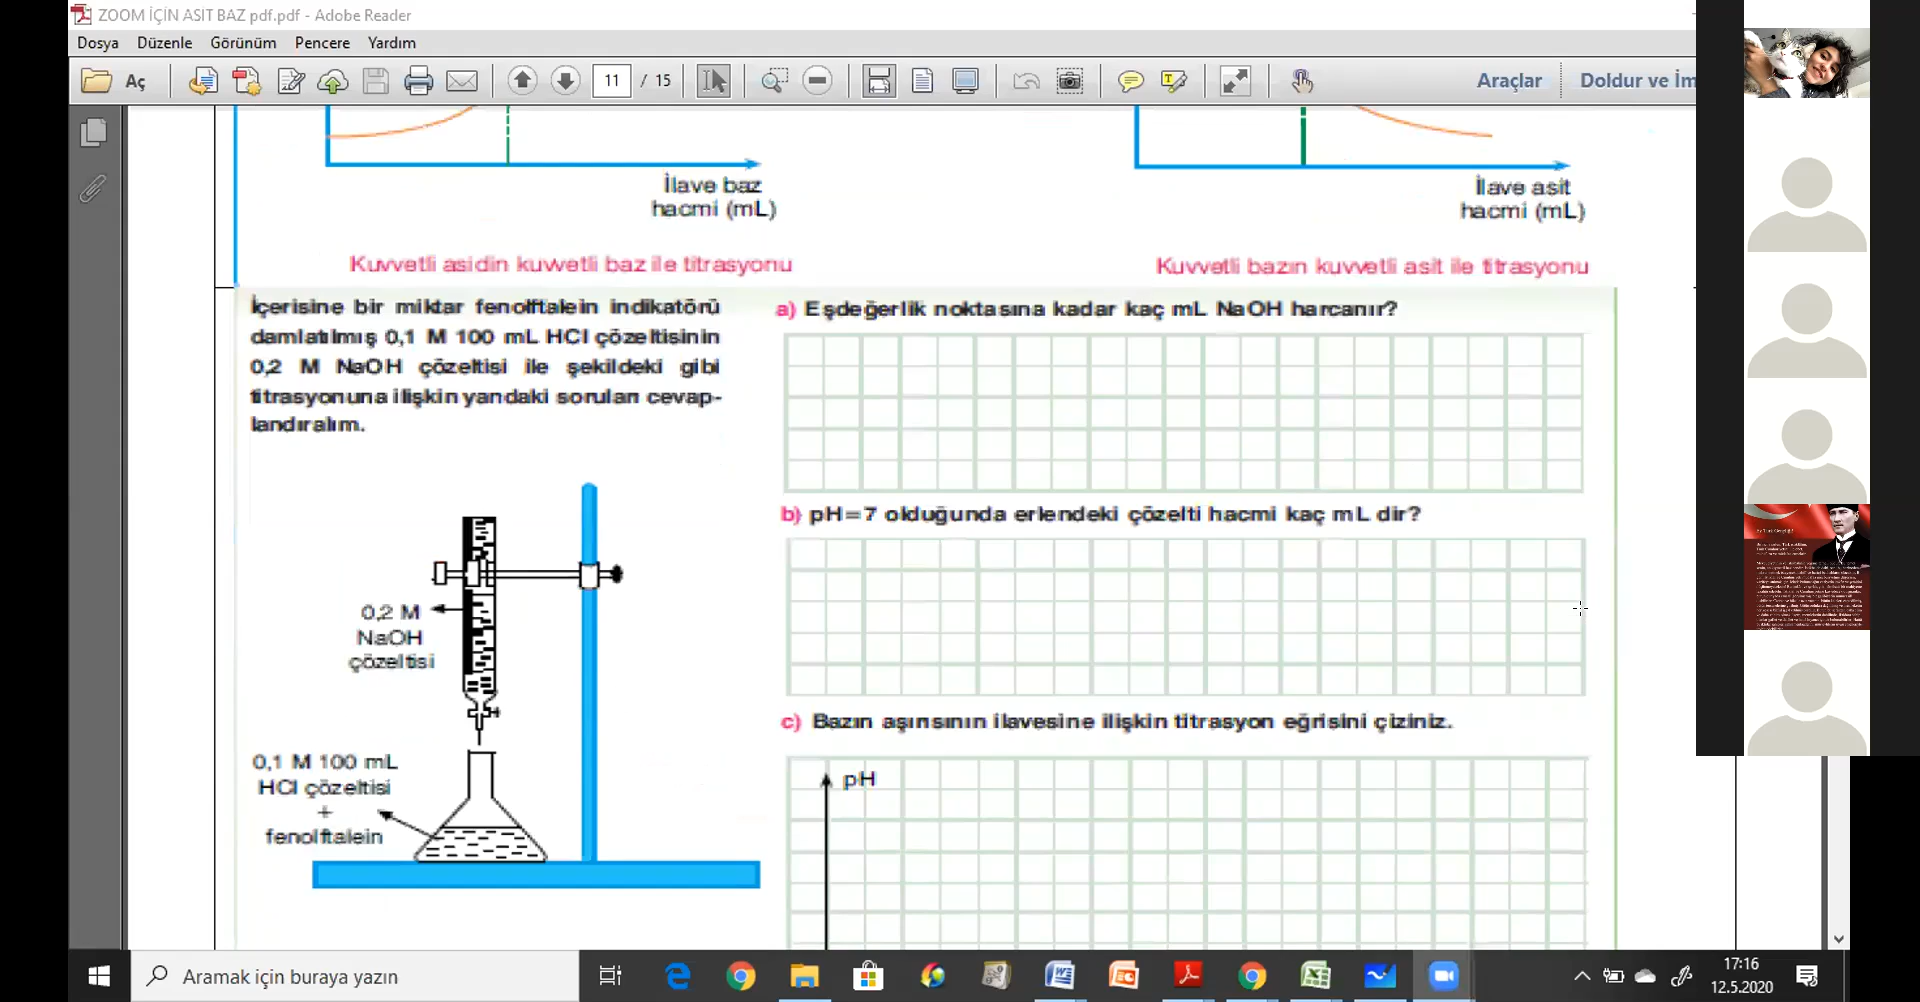 ZOOM İÇİN ASİT BAZ pdf.pdf - Adobe Reader
Dosya Düzenle Görünüm Pencere Yardım
Aç 11 / 15 Araçlar Doldur ve İm
İlave baz
hacmi (mL)
İlave asit
hacmi (mL)
Kuvvetli asidin kuvvetli baz ile titrasyonu
Kuvvetli bazın kuvvetli asit ile titrasyonu
İçerisine bir miktar fenolftalein indikatörü
damlatılmış 0,1 M 100 mL HCl çözeltisinin
0,2 M NaOH çözeltisi ile şekildeki gibi
titrasyonuna ilişkin yandaki soruları cevap-
landıralım.
0,2 M
NaOH
çözeltisi
0,1 M 100 mL
HCl çözeltisi
+
fenolftalein
a) Eşdeğerlik noktasına kadar kaç mL NaOH harcanır?
b) pH=7 olduğunda erlendeki çözelti hacmi kaç mL dir?
c) Bazın aşırısının ilavesine ilişkin titrasyon eğrisini çiziniz.
pH
Aramak için buraya yazın
17:16
12.5.2020